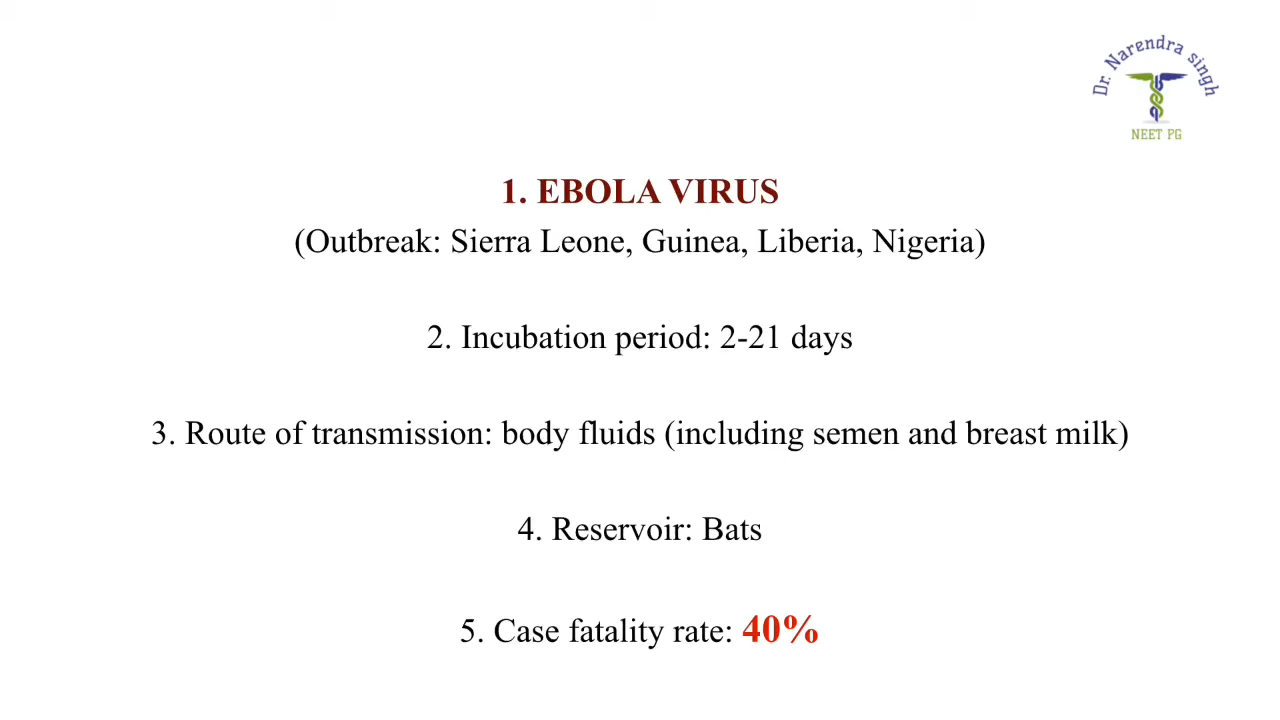 Dr. Narendra singh
NEET PG
1. EBOLA VIRUS
(Outbreak: Sierra Leone, Guinea, Liberia, Nigeria)
2. Incubation period: 2-21 days
3. Route of transmission: body fluids (including semen and breast milk)
4. Reservoir: Bats
5. Case fatality rate: 40%